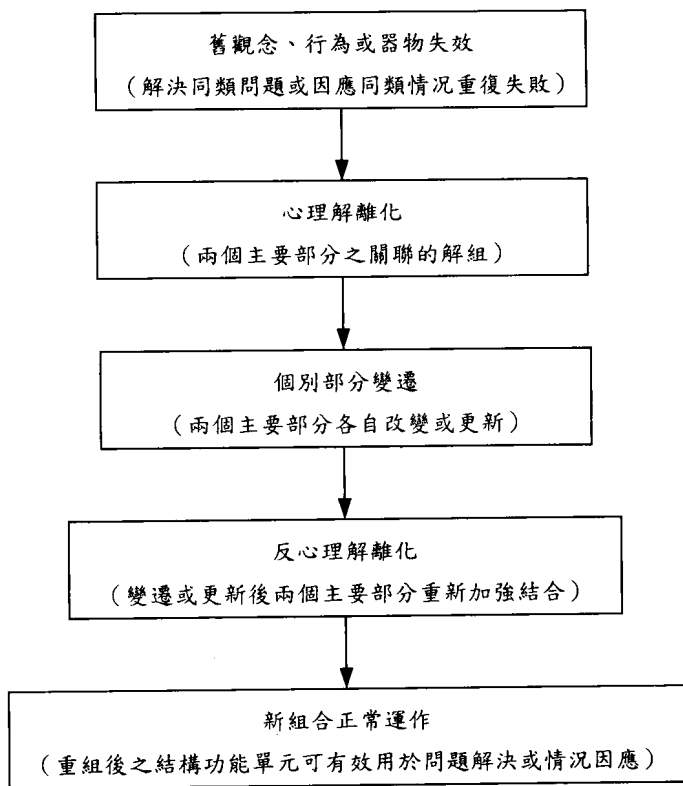 舊觀念、行為或器物失效
（解決同類問題或因應同類情况重復失敗）
心理解離化
（兩個主要部分之關聯的解組）
個別部分變遷
（兩個主要部分各自改變或更新）
反心理解離化
（變遷或更新後兩個主要部分重新加強結合）
新組合正常運作
（重組後之結構功能單元可有效用於問題解決或情況因應）